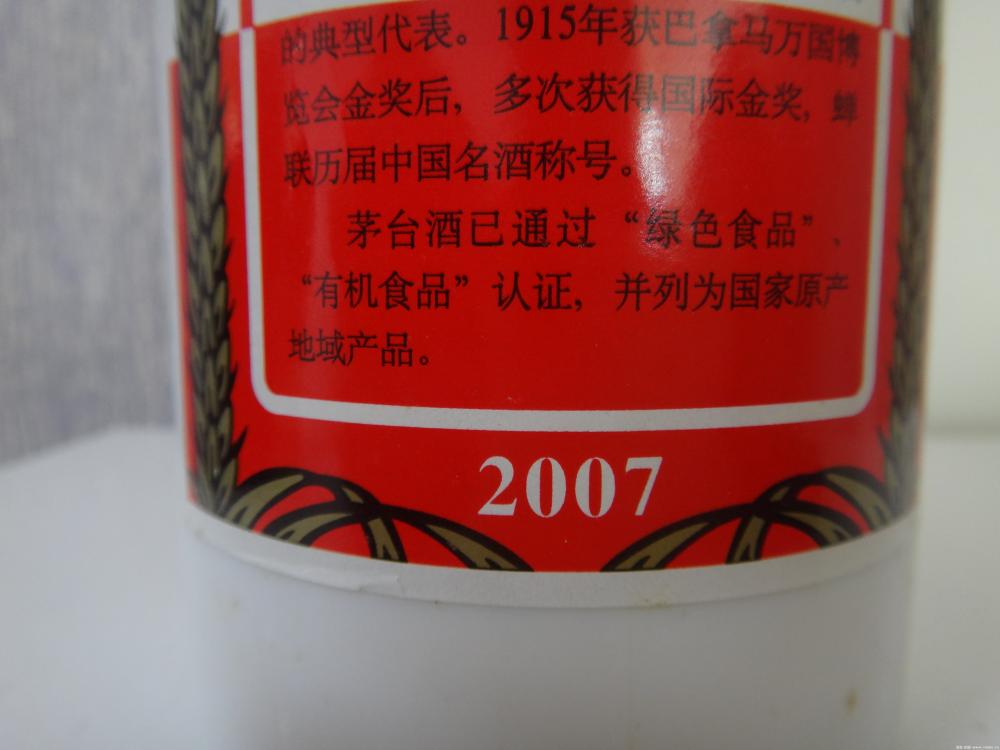 的典型代表。1915年获巴拿马万国博
览会金奖后，多次获得国际金奖，蝉
联历届中国名酒称号。
茅台酒已通过“绿色食品”、
“有机食品”认证，并列为国家原产
地域产品。
2007